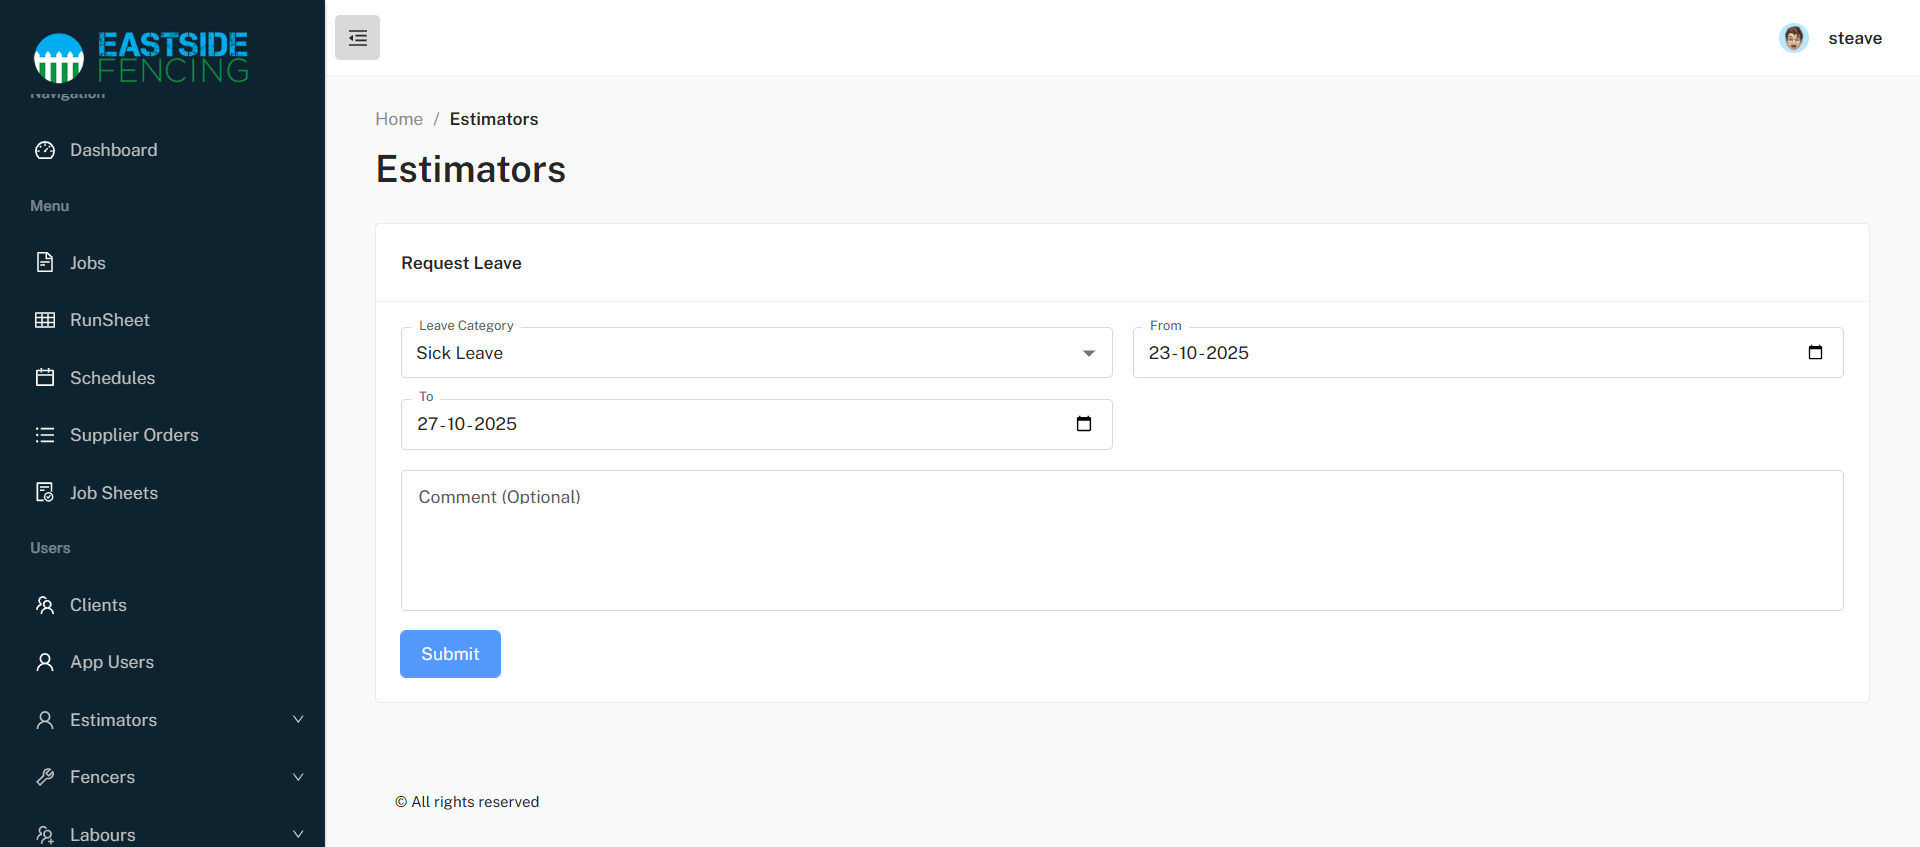 EASTSIDE
FENCING
Navigation
Dashboard
Menu
Jobs
RunSheet
Schedules
Supplier Orders
Job Sheets
Users
Clients
App Users
Estimators
Fencers
Labours
steave
Home / Estimators
Estimators
Request Leave
Leave Category
Sick Leave
From
23-10-2025
To
27-10-2025
Comment (Optional)
Submit
© All rights reserved